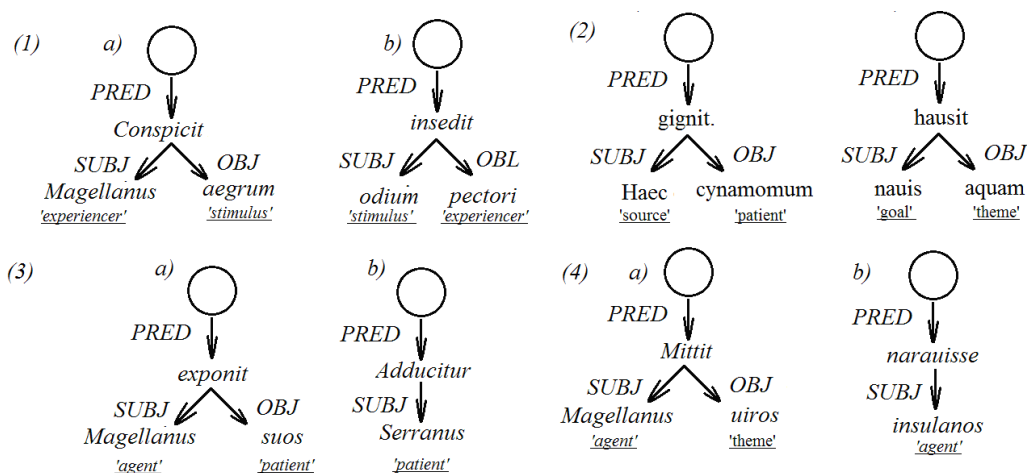 (1) a) b) (2)
PRED PRED PRED PRED
Conspicit insedit gignit. hausit
SUBJ OBJ SUBJ OBL SUBJ OBJ SUBJ OBJ
Magellanus aegrum odium pectori Haec cynamomum nauis aquam
'experiencer' 'stimulus' 'stimulus' 'experiencer' 'source' 'patient' 'goal' 'theme'
(3) a) b) (4) a) b)
PRED PRED PRED PRED
exponit Adducitur Mittit narauisse
SUBJ OBJ SUBJ SUBJ OBJ SUBJ
Magellanus suos Serranus Magellanus uiros insulanos
'agent' 'patient' 'patient' 'agent' 'theme' 'agent'